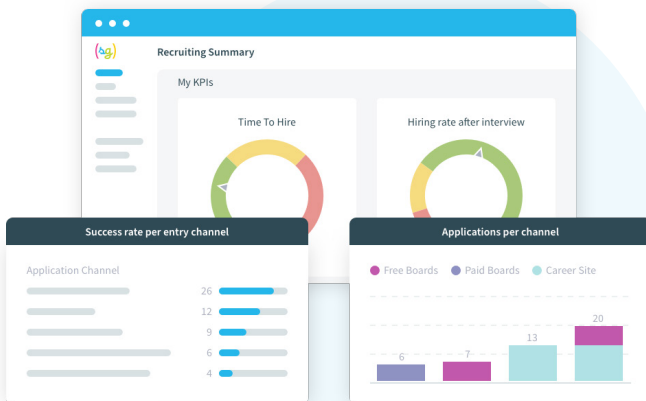 (sg)
Recruiting Summary
My KPIs
Time To Hire
Hiring rate after interview
Success rate per entry channel
Application Channel
26
12
9
6
4
Applications per channel
Free Boards Paid Boards Career Site
6
7
13
20